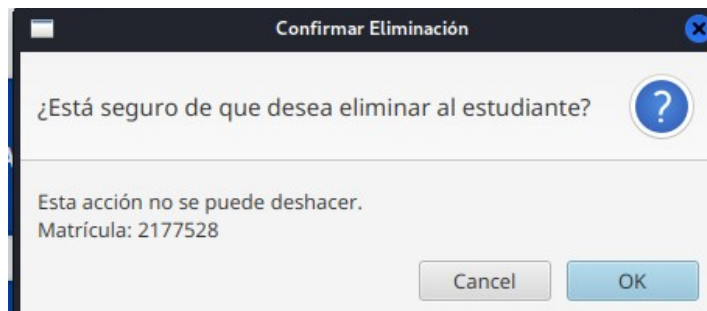 Confirmar Eliminación
¿Está seguro de que desea eliminar al estudiante?
?
Esta acción no se puede deshacer.
Matrícula: 2177528
Cancel
OK